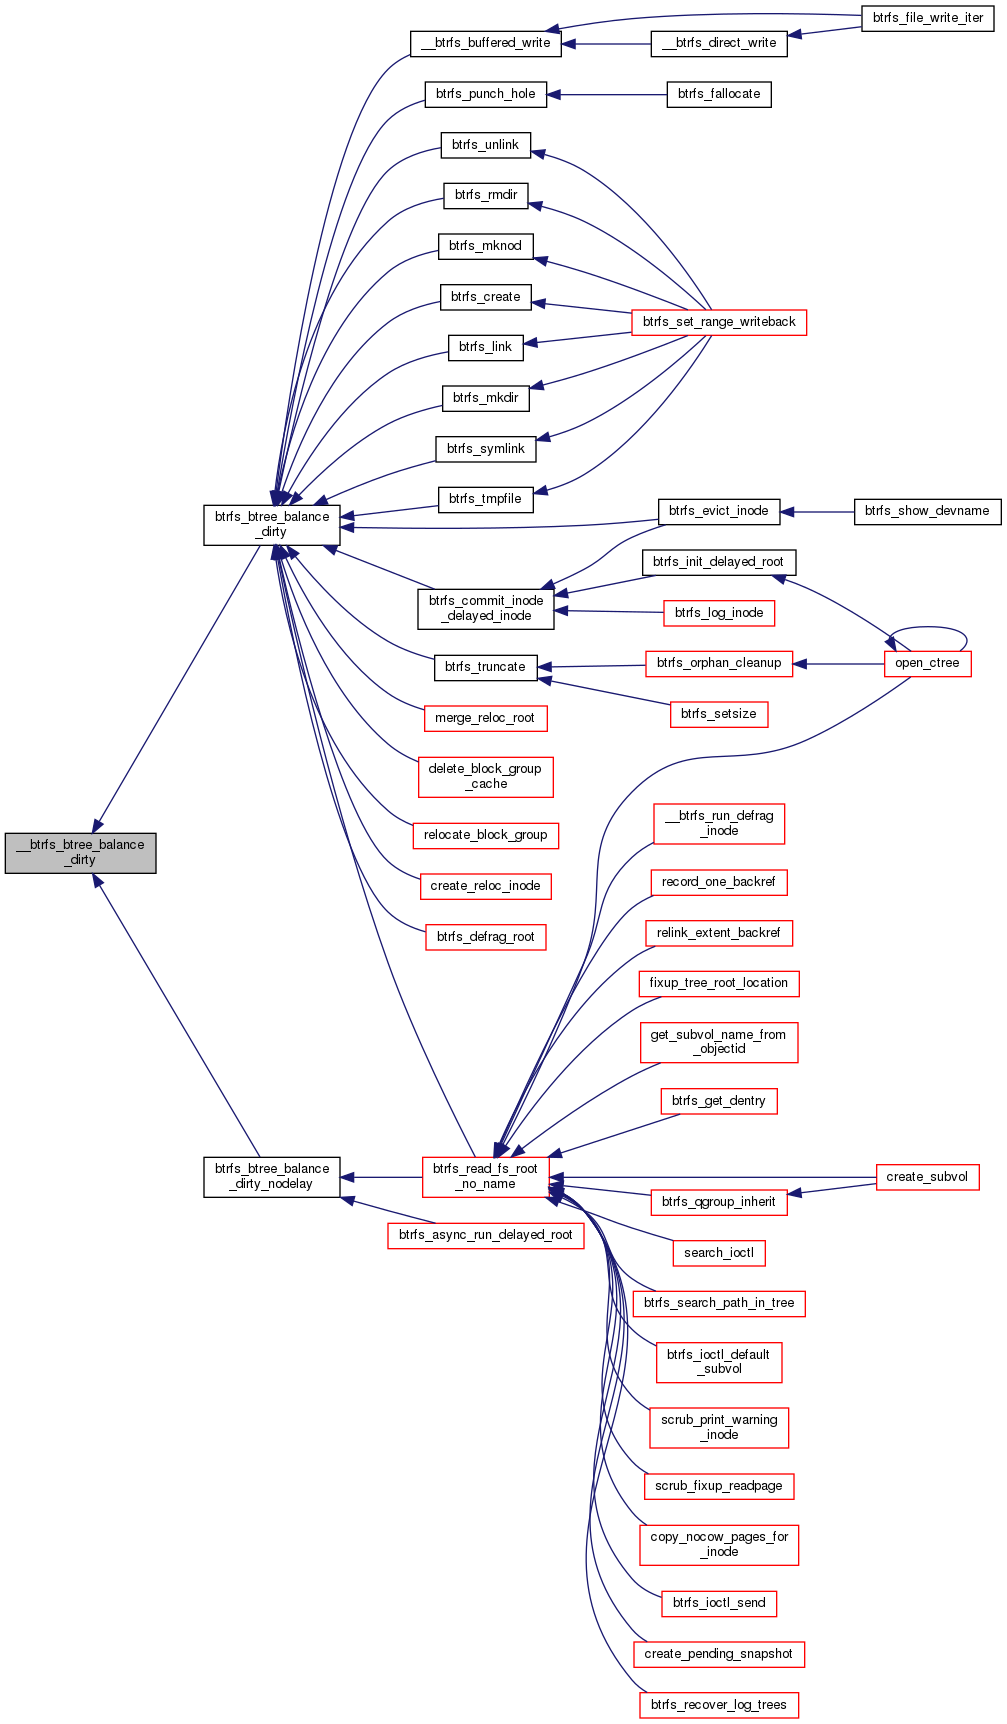 btrfs_file_write_iter
__btrfs_buffered_write
__btrfs_direct_write
btrfs_punch_hole
btrfs_fallocate
btrfs_unlink
btrfs_rmdir
btrfs_mknod
btrfs_create
btrfs_set_range_writeback
btrfs_link
btrfs_mkdir
btrfs_symlink
btrfs_tmpfile
btrfs_btree_balance
_dirty
btrfs_evict_inode
btrfs_show_devname
btrfs_init_delayed_root
btrfs_commit_inode
_delayed_inode
btrfs_log_inode
btrfs_truncate
btrfs_orphan_cleanup
open_ctree
merge_reloc_root
btrfs_setsize
delete_block_group
_cache
relocate_block_group
__btrfs_run_defrag
_inode
__btrfs_btree_balance
_dirty
create_reloc_inode
record_one_backref
btrfs_defrag_root
relink_extent_backref
fixup_tree_root_location
get_subvol_name_from
_objectid
btrfs_get_dentry
btrfs_btree_balance
_dirty_nodelay
btrfs_read_fs_root
_no_name
create_subvol
btrfs_qgroup_inherit
btrfs_async_run_delayed_root
search_ioctl
btrfs_search_path_in_tree
btrfs_ioctl_default
_subvol
scrub_print_warning
_inode
scrub_fixup_readpage
copy_nocow_pages_for
_inode
btrfs_ioctl_send
create_pending_snapshot
btrfs_recover_log_trees